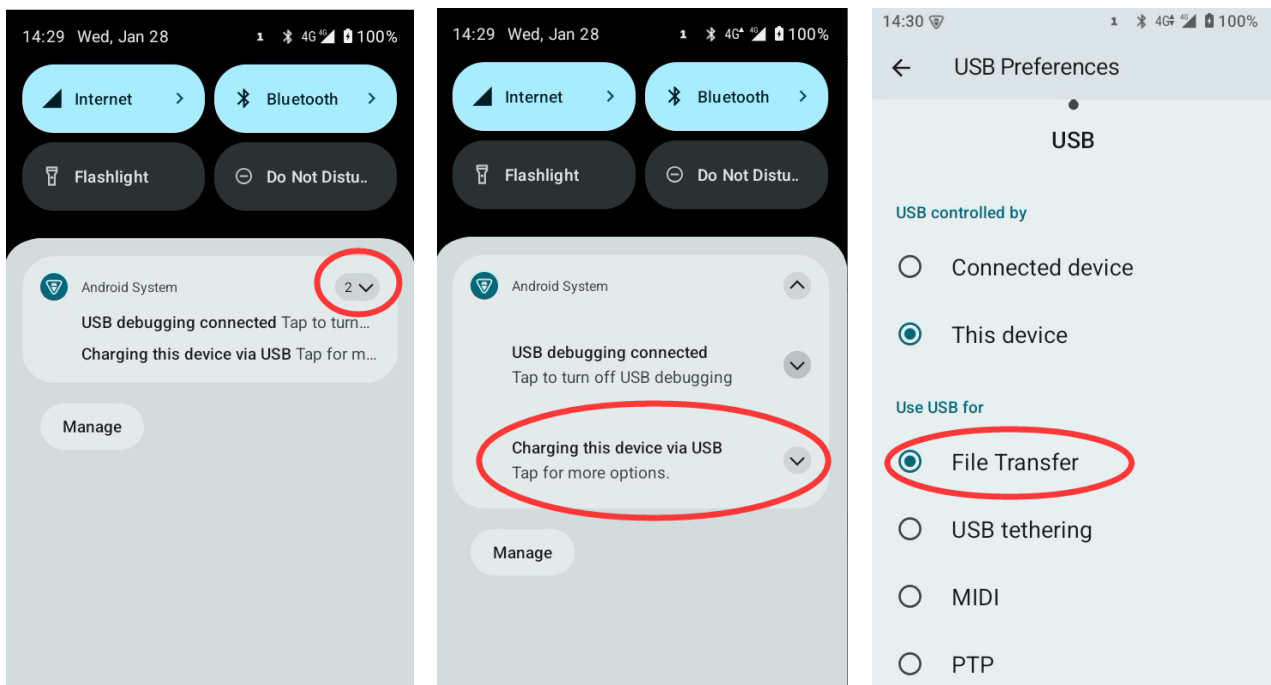 14:29 Wed, Jan 28 1 4G 4G 100%
Internet
Bluetooth
Flashlight
Do Not Distu..
Android System
2
USB debugging connected Tap to turn...
Charging this device via USB Tap for m...
Manage
14:29 Wed, Jan 28 1 4G 4G 100%
Internet
Bluetooth
Flashlight
Do Not Distu..
Android System
USB debugging connected
Tap to turn off USB debugging
Charging this device via USB
Tap for more options.
Manage
14:30 1 4G 4G 100%
USB Preferences
USB
USB controlled by
Connected device
This device
Use USB for
File Transfer
USB tethering
MIDI
PTP